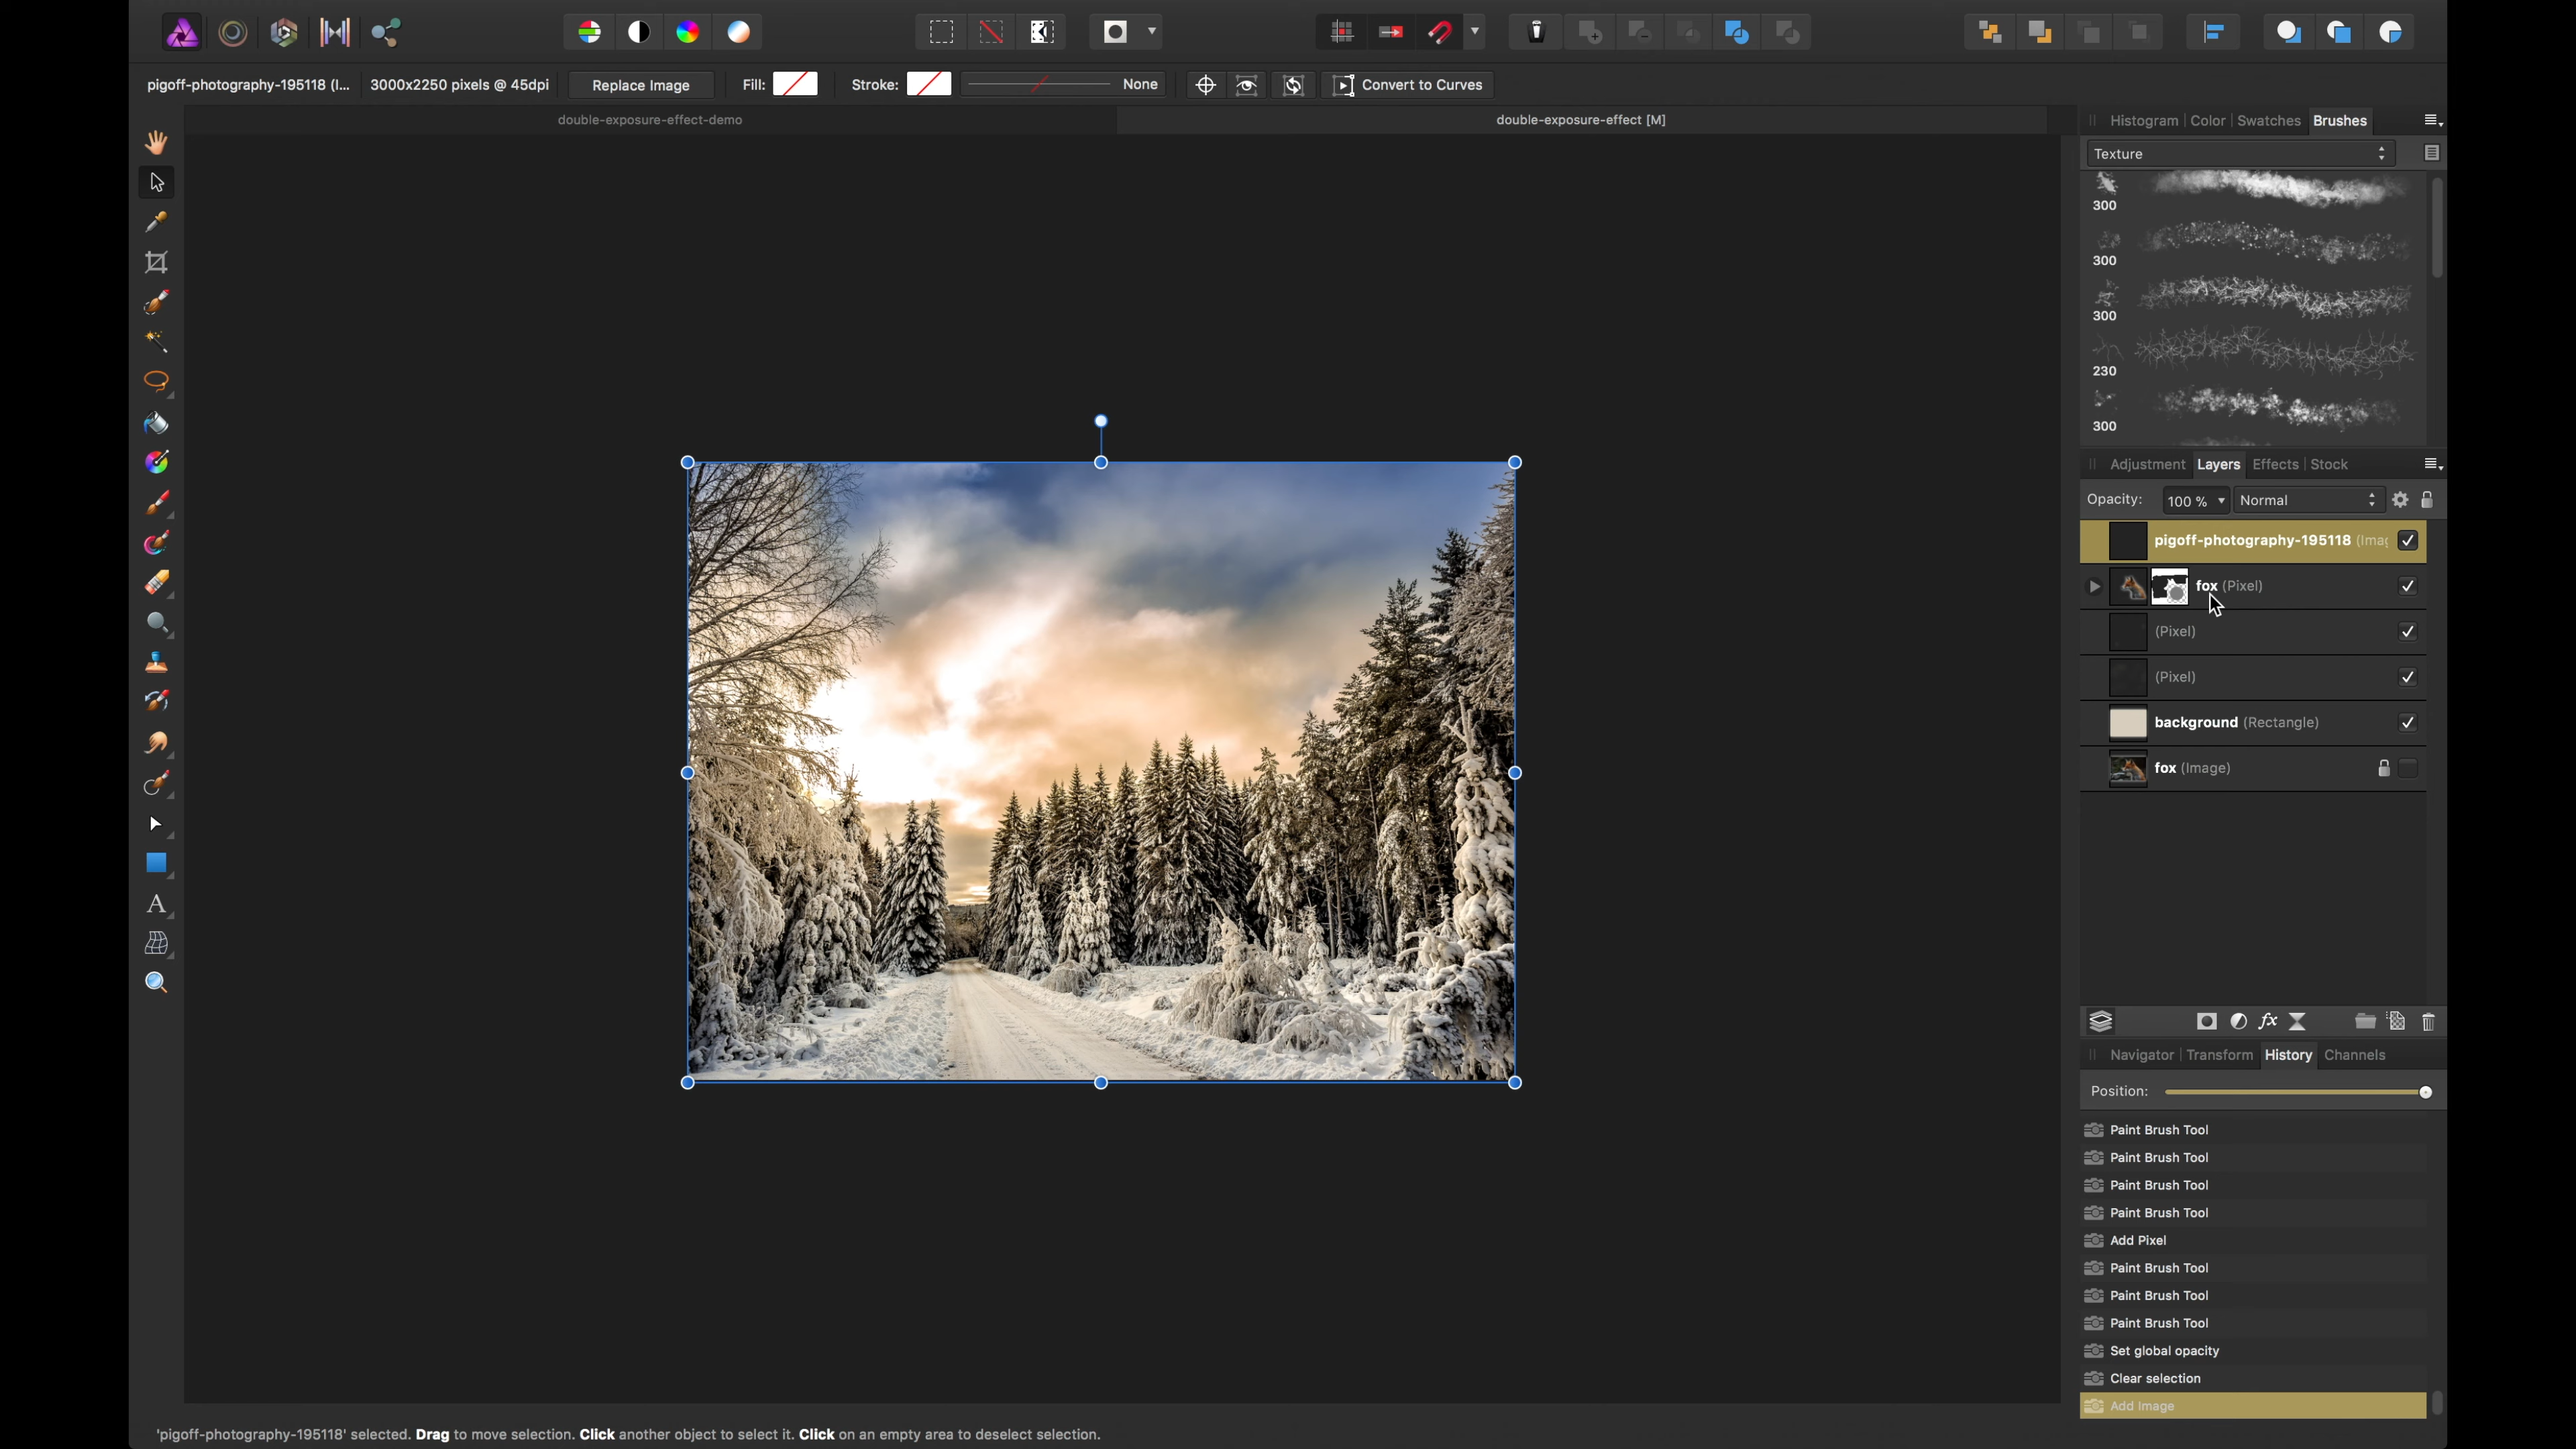 pigoff-photography-195118 (I... 3000x2250 pixels @ 45dpi Replace Image Fill: Stroke: None Convert to Curves
double-exposure-effect-demo double-exposure-effect [M]
Histogram Color Swatches Brushes
Texture
300
300
300
230
300
Adjustment Layers Effects Stock
Opacity: 100 % Normal
pigoff-photography-195118 (Imag
fox (Pixel)
(Pixel)
(Pixel)
background (Rectangle)
fox (Image)
Navigator Transform History Channels
Position:
Paint Brush Tool
Paint Brush Tool
Paint Brush Tool
Paint Brush Tool
Add Pixel
Paint Brush Tool
Paint Brush Tool
Paint Brush Tool
Set global opacity
Clear selection
Add Image
'pigoff-photography-195118' selected. Drag to move selection. Click another object to select it. Click on an empty area to deselect selection.